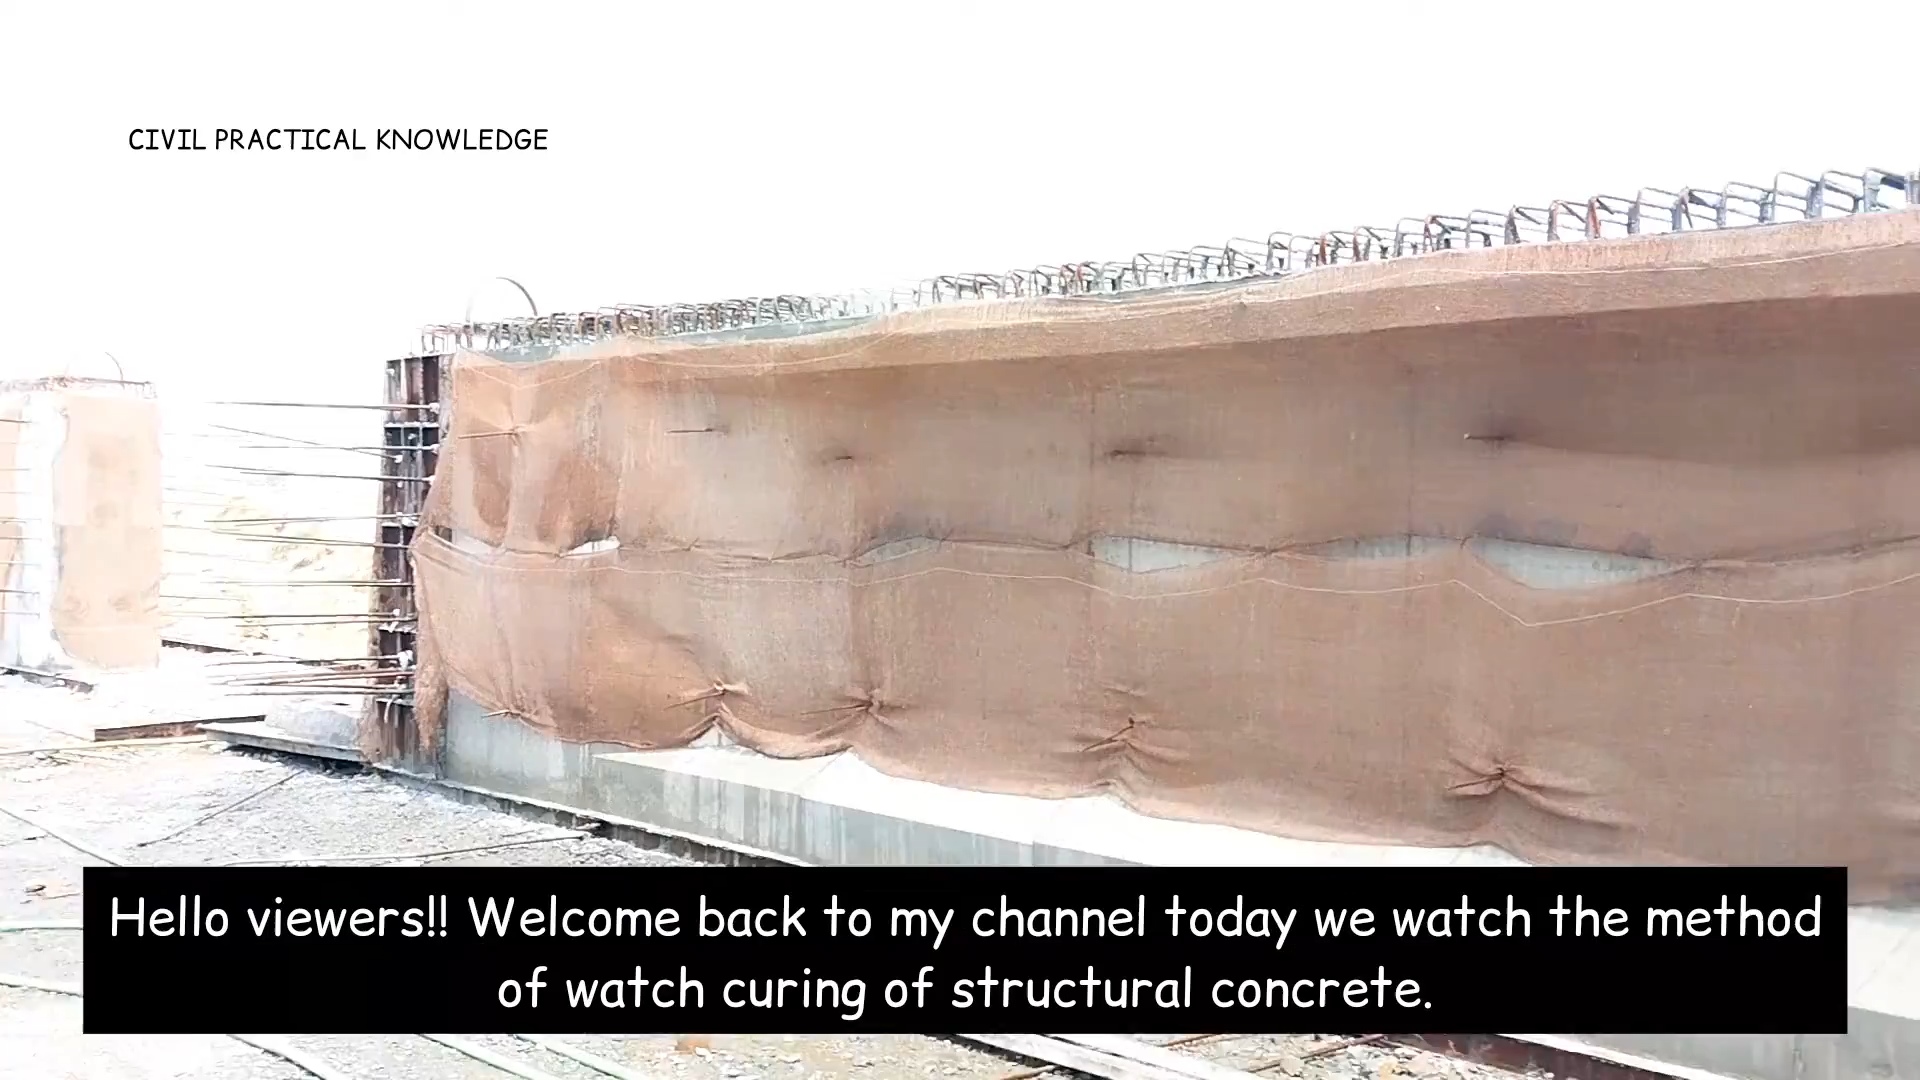 CIVIL PRACTICAL KNOWLEDGE
Hello viewers!! Welcome back to my channel today we watch the method
of watch curing of structural concrete.